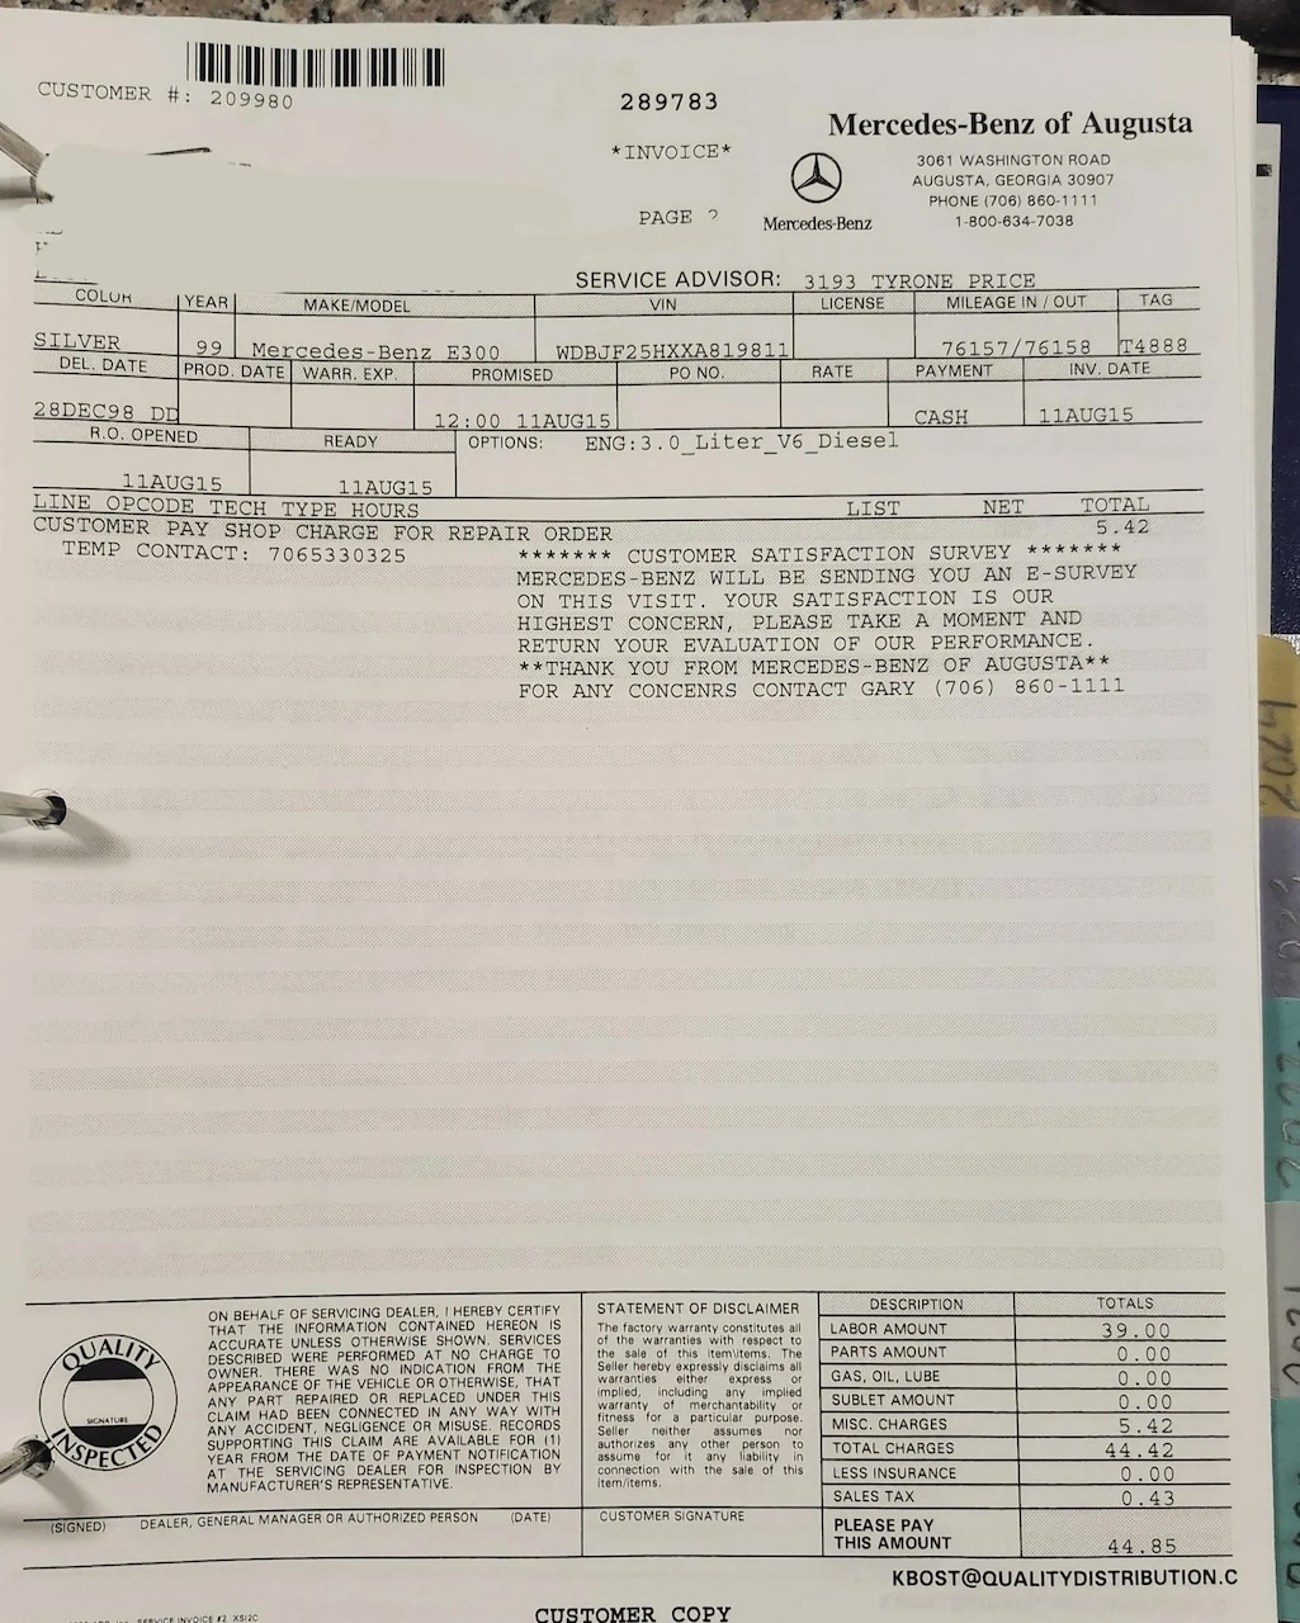 CUSTOMER #: 209980
289783
*INVOICE*
PAGE 2
Mercedes-Benz of Augusta
3061 WASHINGTON ROAD
AUGUSTA, GEORGIA 30907
PHONE (706) 860-1111
1-800-634-7038
Mercedes-Benz
SERVICE ADVISOR: 3193 TYRONE PRICE
COLOR YEAR MAKE/MODEL VIN LICENSE MILEAGE IN / OUT TAG
SILVER 99 Mercedes-Benz E300 WDBJF25HXXA819811 76157/76158 T4888
DEL. DATE PROD. DATE WARR. EXP. PROMISED PO NO. RATE PAYMENT INV. DATE
28DEC98 DD 12:00 11AUG15 CASH 11AUG15
R.O. OPENED READY OPTIONS: ENG:3.0_Liter_V6_Diesel
11AUG15 11AUG15
LINE OPCODE TECH TYPE HOURS LIST NET TOTAL
CUSTOMER PAY SHOP CHARGE FOR REPAIR ORDER 5.42
TEMP CONTACT: 7065330325 ******* CUSTOMER SATISFACTION SURVEY *******
MERCEDES-BENZ WILL BE SENDING YOU AN E-SURVEY
ON THIS VISIT. YOUR SATISFACTION IS OUR
HIGHEST CONCERN, PLEASE TAKE A MOMENT AND
RETURN YOUR EVALUATION OF OUR PERFORMANCE.
**THANK YOU FROM MERCEDES-BENZ OF AUGUSTA**
FOR ANY CONCENRS CONTACT GARY (706) 860-1111
2024
2023
2022
2021
QUALITY
SIGNATURE
INSPECTED
ON BEHALF OF SERVICING DEALER, I HEREBY CERTIFY
THAT THE INFORMATION CONTAINED HEREON IS
ACCURATE UNLESS OTHERWISE SHOWN. SERVICES
DESCRIBED WERE PERFORMED AT NO CHARGE TO
OWNER. THERE WAS NO INDICATION FROM THE
APPEARANCE OF THE VEHICLE OR OTHERWISE, THAT
ANY PART REPAIRED OR REPLACED UNDER THIS
CLAIM HAD BEEN CONNECTED IN ANY WAY WITH
ANY ACCIDENT, NEGLIGENCE OR MISUSE. RECORDS
SUPPORTING THIS CLAIM ARE AVAILABLE FOR (1)
YEAR FROM THE DATE OF PAYMENT NOTIFICATION
AT THE SERVICING DEALER FOR INSPECTION BY
MANUFACTURER'S REPRESENTATIVE.
(SIGNED) DEALER, GENERAL MANAGER OR AUTHORIZED PERSON (DATE)
STATEMENT OF DISCLAIMER
The factory warranty constitutes all
of the warranties with respect to
the sale of this item\items. The
Seller hereby expressly disclaims all
warranties either express or
implied, including any implied
warranty of merchantability or
fitness for a particular purpose.
Seller neither assumes nor
authorizes any other person to
assume for it any liability in
connection with the sale of this
item/items.
CUSTOMER SIGNATURE
DESCRIPTION TOTALS
LABOR AMOUNT 39.00
PARTS AMOUNT 0.00
GAS, OIL, LUBE 0.00
SUBLET AMOUNT 0.00
MISC. CHARGES 5.42
TOTAL CHARGES 44.42
LESS INSURANCE 0.00
SALES TAX 0.43
PLEASE PAY
THIS AMOUNT 44.85
KBOST@QUALITYDISTRIBUTION.C
SERVICE INVOICE #2
CUSTOMER COPY